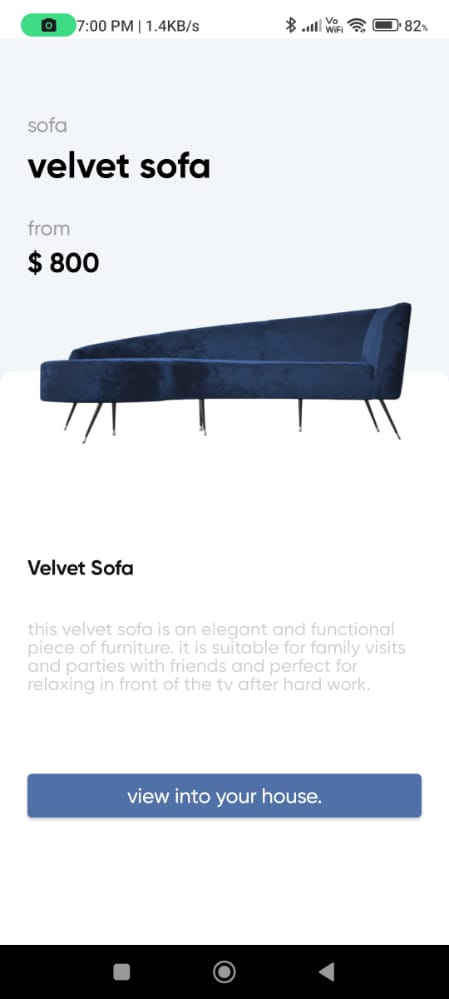 7:00 PM | 1.4KB/s Vo WiFi 82%
sofa
velvet sofa
from
$ 800
Velvet Sofa
this velvet sofa is an elegant and functional
piece of furniture. it is suitable for family visits
and parties with friends and perfect for
relaxing in front of the tv after hard work.
view into your house.